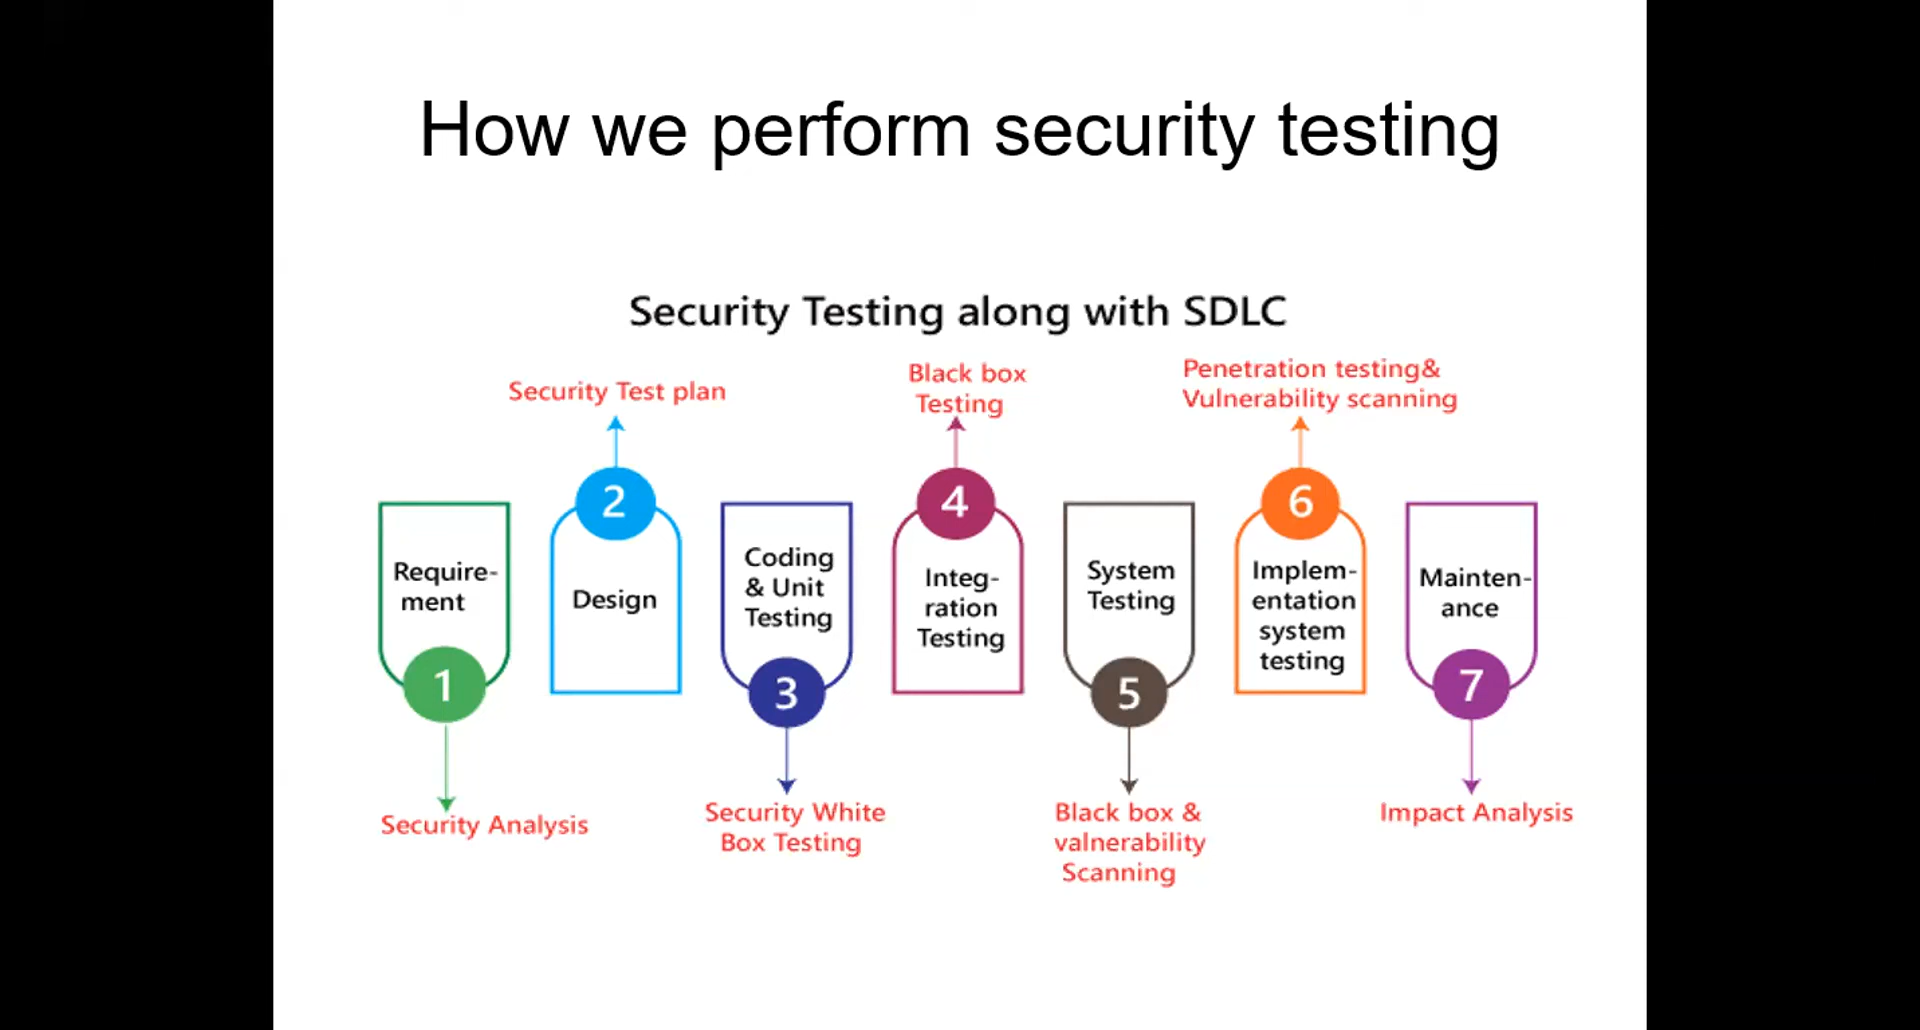 How we perform security testing
Security Testing along with SDLC
Security Test plan
Black box
Testing
Penetration testing&
Vulnerability scanning
1
Require-
ment
2
Design
3
Coding
& Unit
Testing
4
Integ-
ration
Testing
5
System
Testing
6
Implem-
entation
system
testing
7
Mainten-
ance
Security Analysis
Security White
Box Testing
Black box &
valnerability
Scanning
Impact Analysis